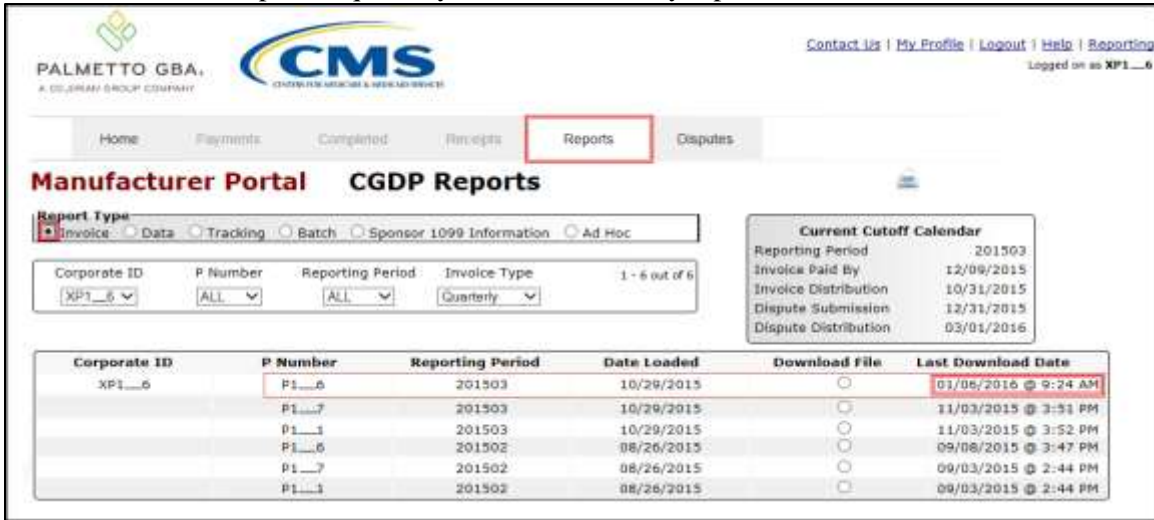 PALMETTO GBA.
A CELERIAN GROUP COMPANY
CMS
CENTERS FOR MEDICARE & MEDICAID SERVICES
Contact Us | My Profile | Logout | Help | Reporting
Logged on as XP1__6
Home Payments Completed Receipts Reports Disputes
Manufacturer Portal CGDP Reports
Report Type
Invoice Data Tracking Batch Sponsor 1099 Information Ad Hoc
Corporate ID P Number Reporting Period Invoice Type 1 - 6 out of 6
XP1__6 ALL ALL Quarterly
Current Cutoff Calendar
Reporting Period 201503
Invoice Paid By 12/09/2015
Invoice Distribution 10/31/2015
Dispute Submission 12/31/2015
Dispute Distribution 03/01/2016
Corporate ID P Number Reporting Period Date Loaded Download File Last Download Date
XP1__6 P1__6 201503 10/29/2015 01/06/2016 @ 9:24 AM
P1__7 201503 10/29/2015 11/03/2015 @ 3:51 PM
P1__1 201503 10/29/2015 11/03/2015 @ 3:52 PM
P1__6 201502 08/26/2015 09/08/2015 @ 3:47 PM
P1__7 201502 08/26/2015 09/03/2015 @ 2:44 PM
P1__1 201502 08/26/2015 09/03/2015 @ 2:44 PM